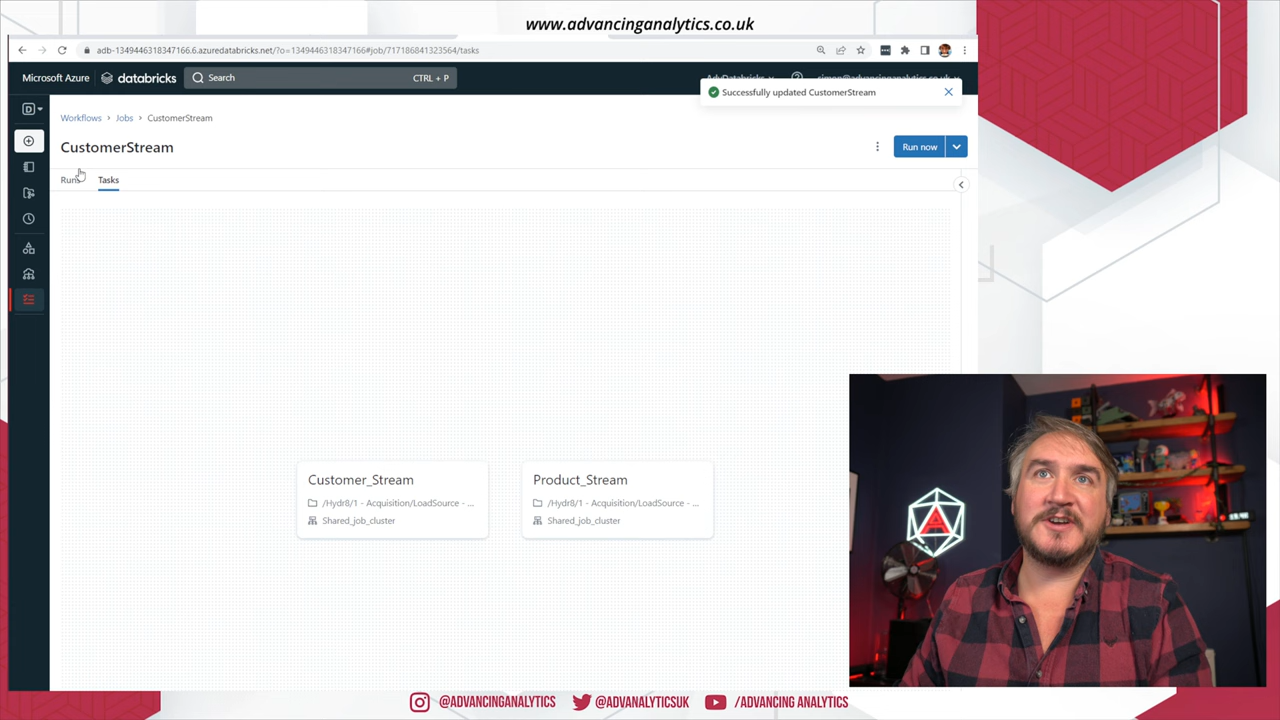 www.advancinganalytics.co.uk
adb-1349446318347166.6.azuredatabricks.net/?o=1349446318347166#job/717186841323564/tasks
Microsoft Azure databricks Search CTRL + P
Successfully updated CustomerStream
Workflows > Jobs > CustomerStream
CustomerStream
Run now
Tasks
Customer_Stream
/Hydr8/1 - Acquisition/LoadSource - ...
Shared_job_cluster
Product_Stream
/Hydr8/1 - Acquisition/LoadSource - ...
Shared_job_cluster
@ADVANCINGANALYTICS @ADVANALYTICSUK /ADVANCING ANALYTICS